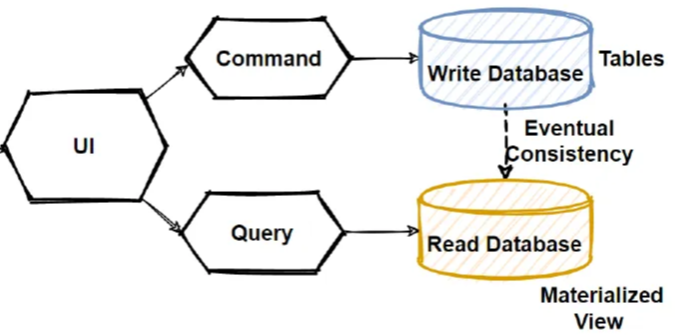 Command
Write Database
Tables
UI
Eventual
Consistency
Query
Read Database
Materialized
View